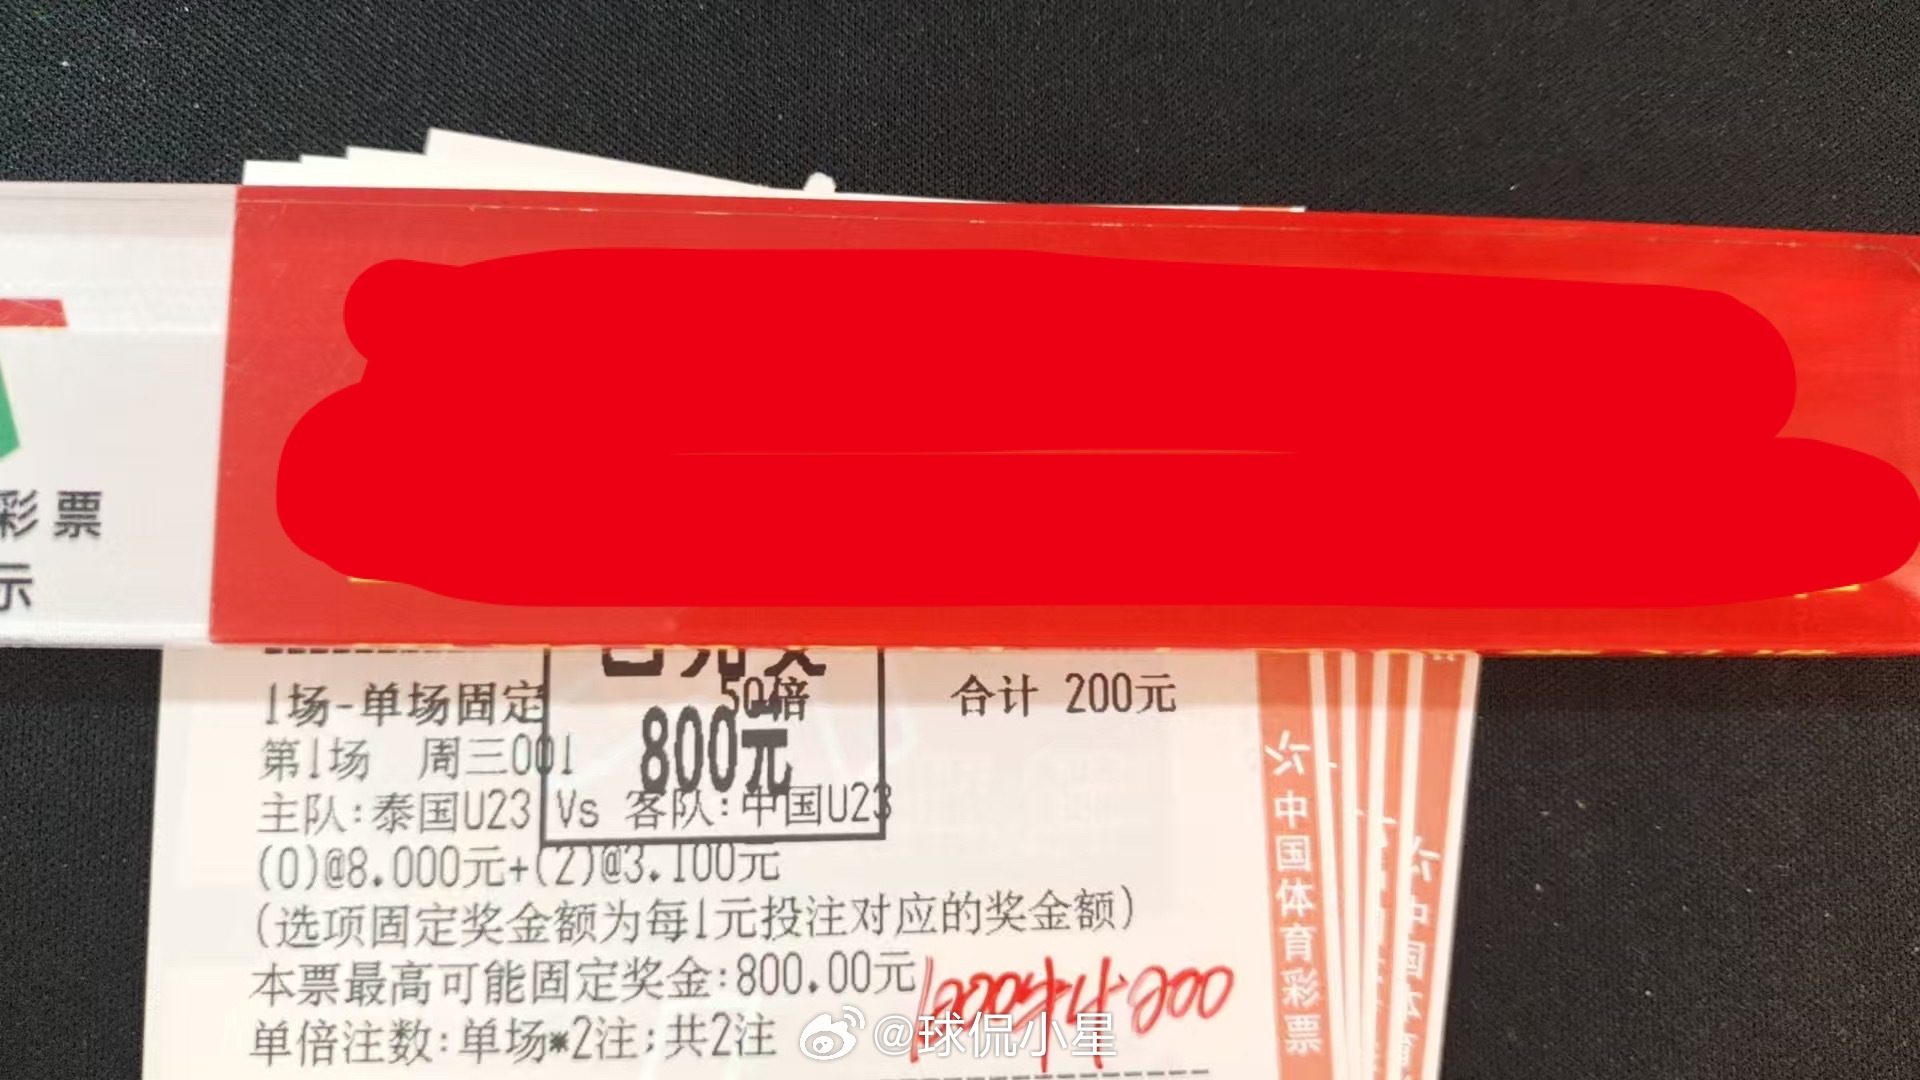 彩票
示
1场-单场固定
50倍
合计 200元
800元
第1场 周三001
主队:泰国U23 Vs 客队:中国U23
(0)@8.000元+(2)@3.100元
(选项固定奖金额为每1元投注对应的奖金额)
本票最高可能固定奖金:800.00元
单倍注数:单场*2注;共2注
中国体育彩票
中国体育
@球侃小星